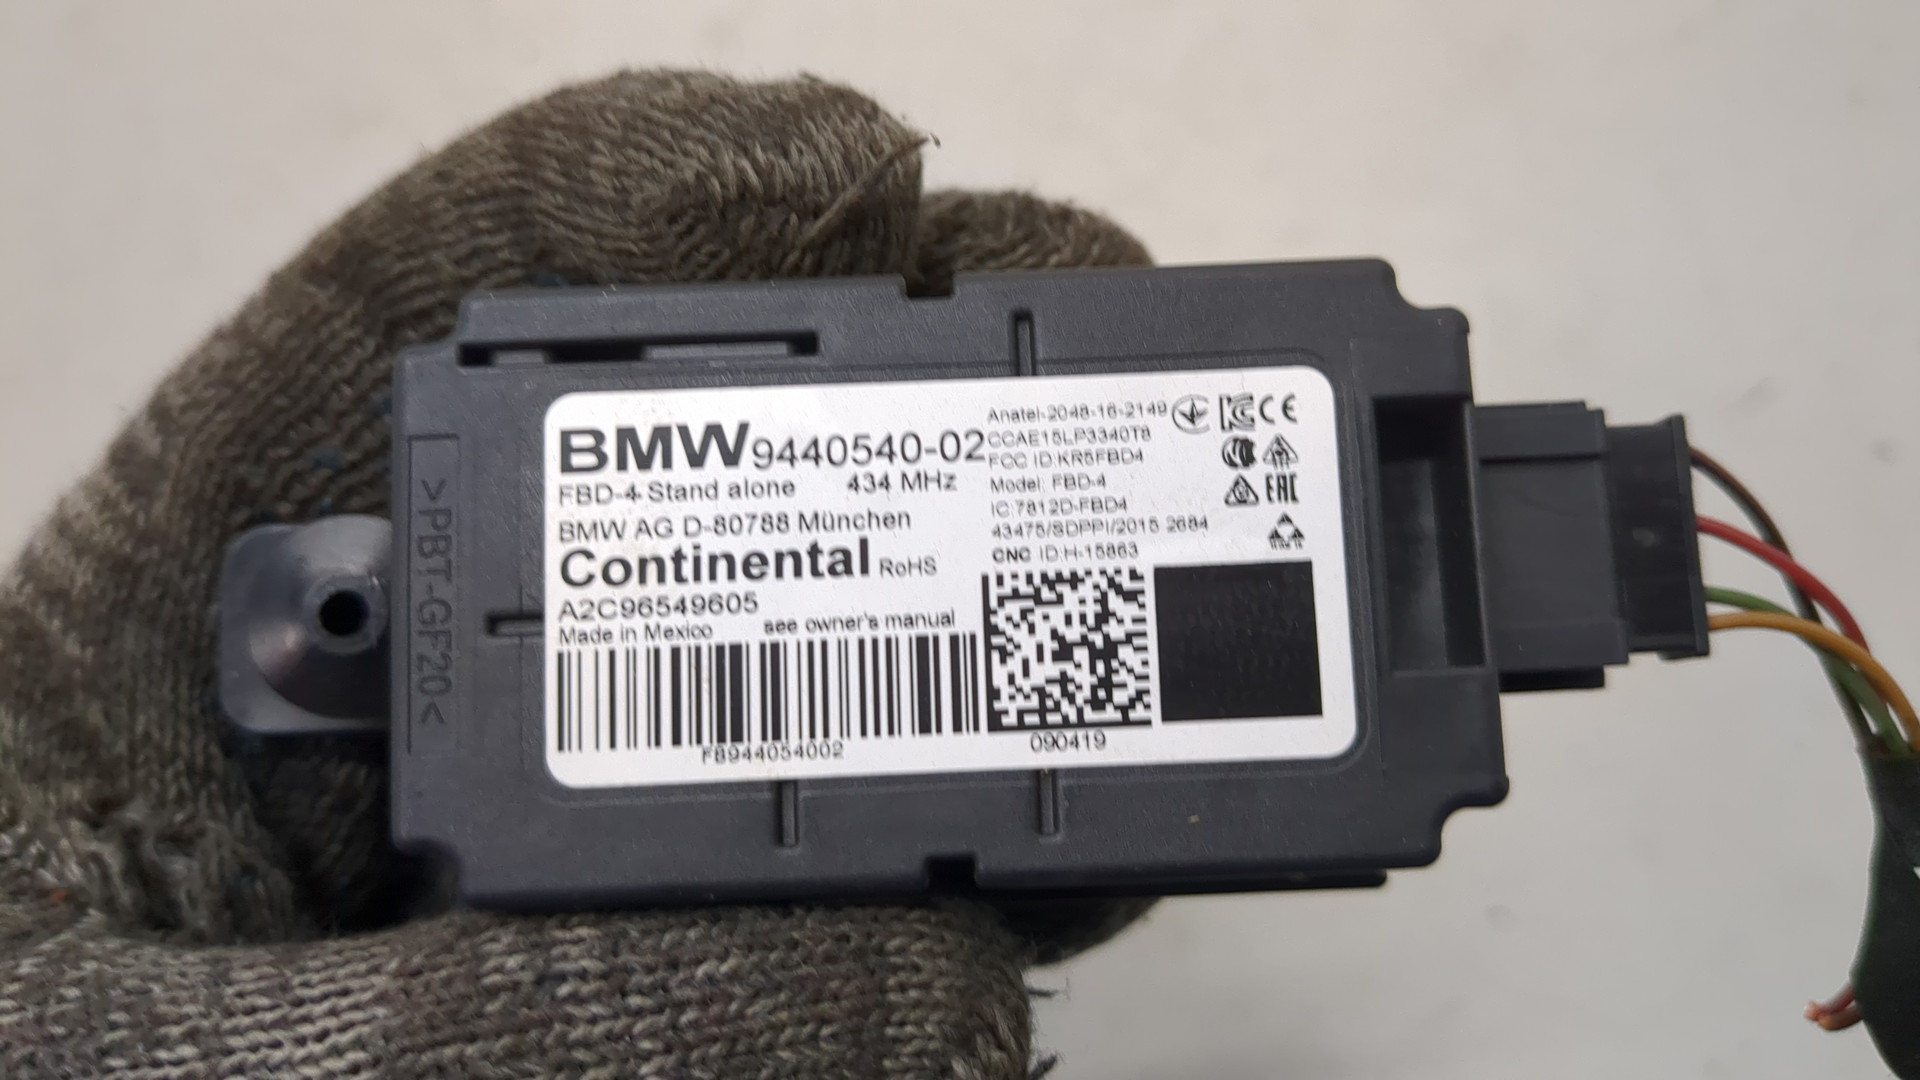 BMW 9440540-02
FBD-4 Stand alone 434 MHz
BMW AG D-80788 München
Continental RoHS
A2C96549605
Made in Mexico see owner's manual
FB944054002
Anatel-2048-16-2149
CCAE15LP3340T8
FCC ID:KR5FBD4
Model: FBD-4
IC:7812D-FBD4
43475/SDPPI/2015 2684
CNC ID:H-15863
090419
CE
EAC
>PBT-GF20<